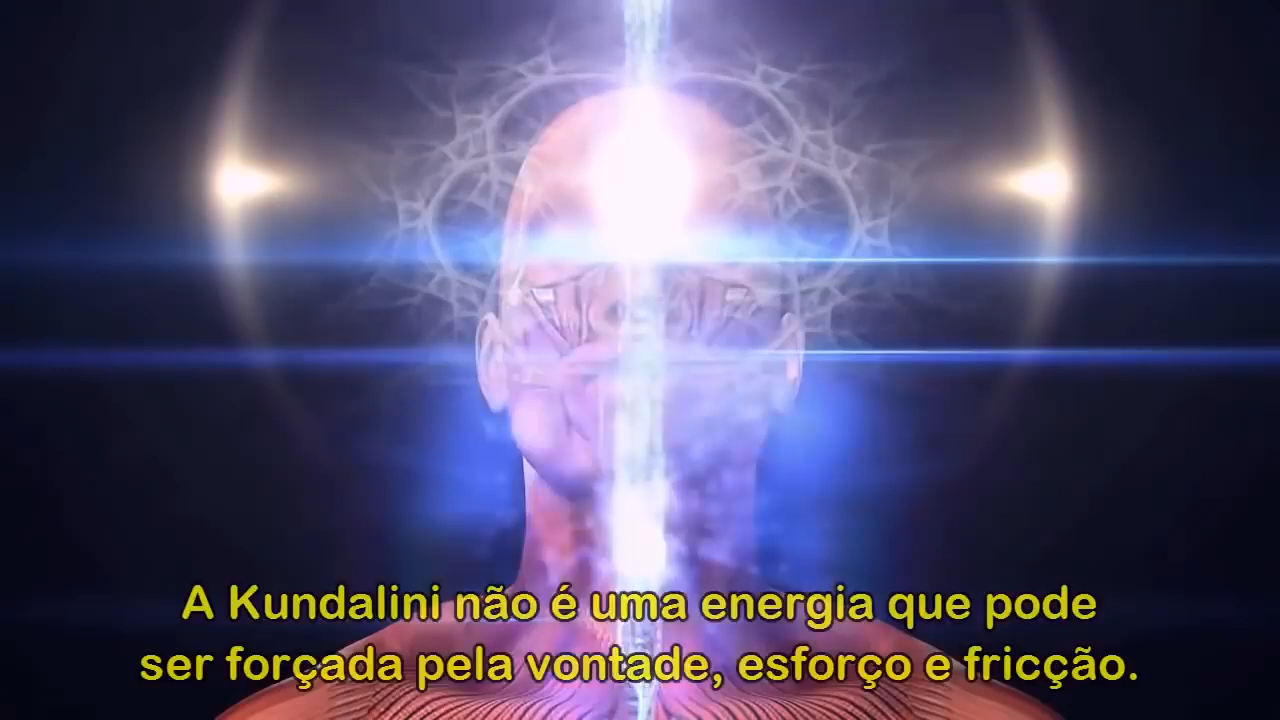 A Kundalini não é uma energia que pode
ser forçada pela vontade, esforço e fricção.